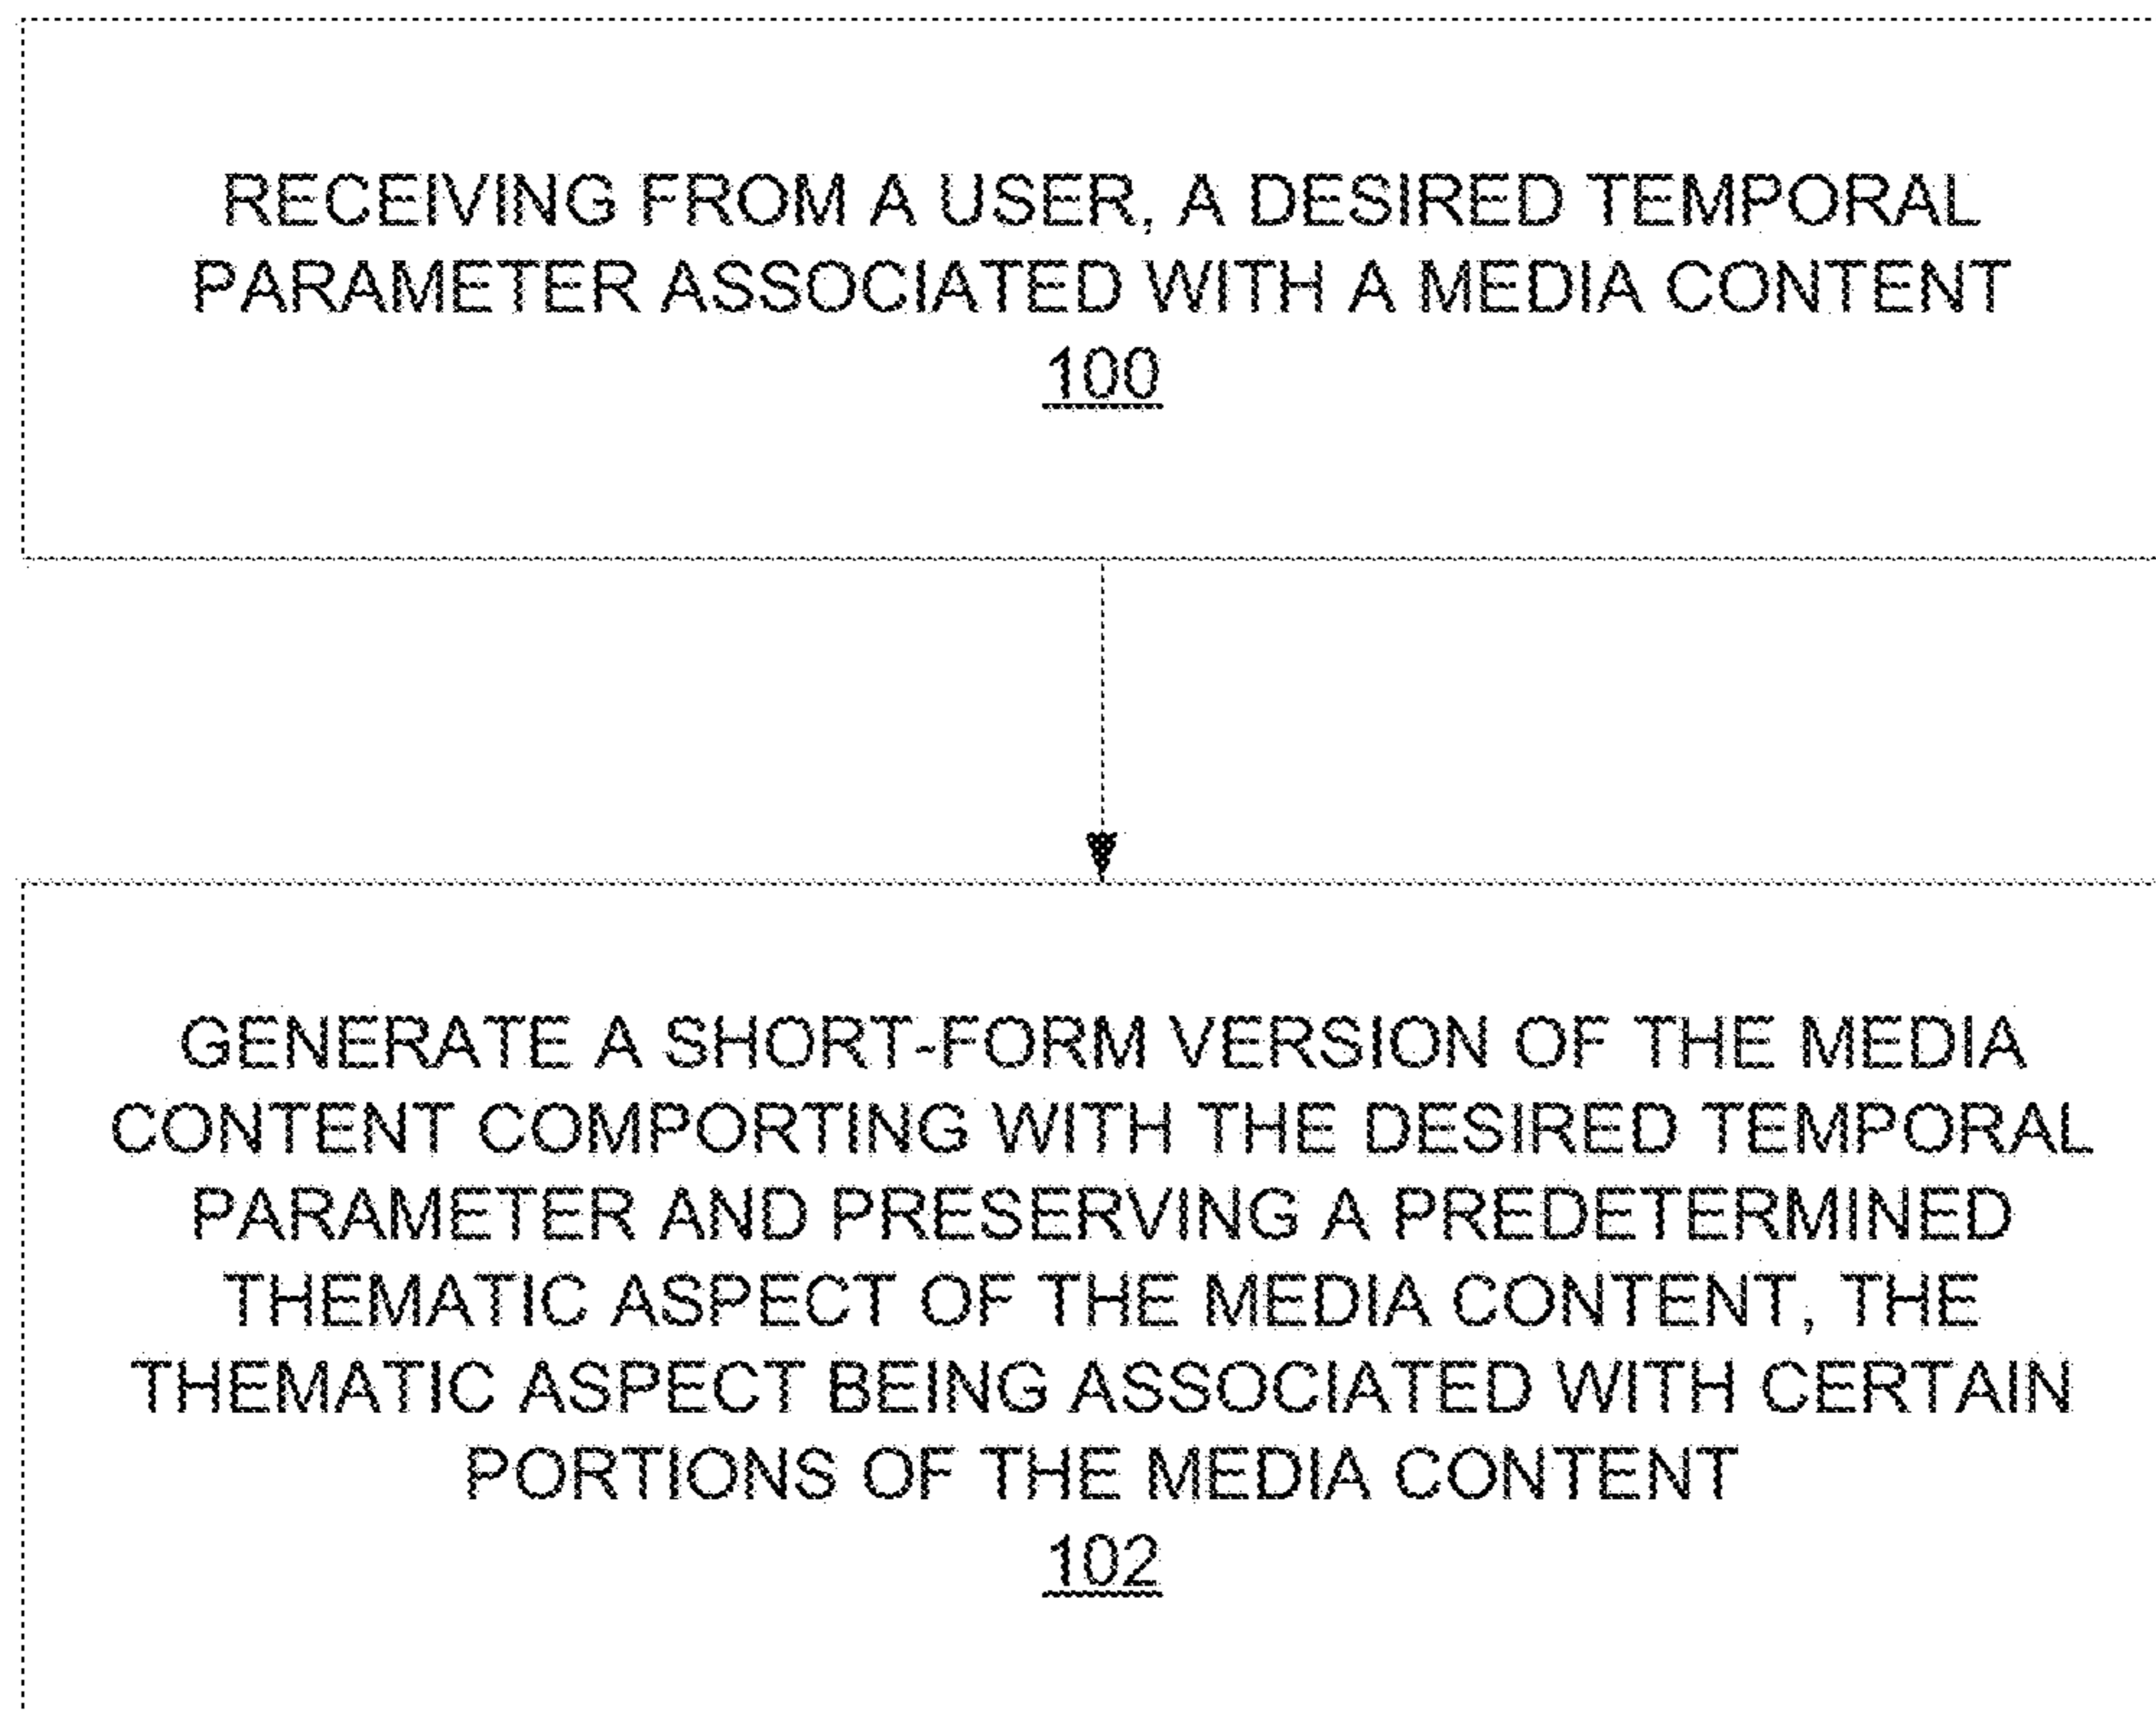 RECEIVING FROM A USER, A DESIRED TEMPORAL
PARAMETER ASSOCIATED WITH A MEDIA CONTENT
100
GENERATE A SHORT-FORM VERSION OF THE MEDIA
CONTENT COMPORTING WITH THE DESIRED TEMPORAL
PARAMETER AND PRESERVING A PREDETERMINED
THEMATIC ASPECT OF THE MEDIA CONTENT, THE
THEMATIC ASPECT BEING ASSOCIATED WITH CERTAIN
PORTIONS OF THE MEDIA CONTENT
102